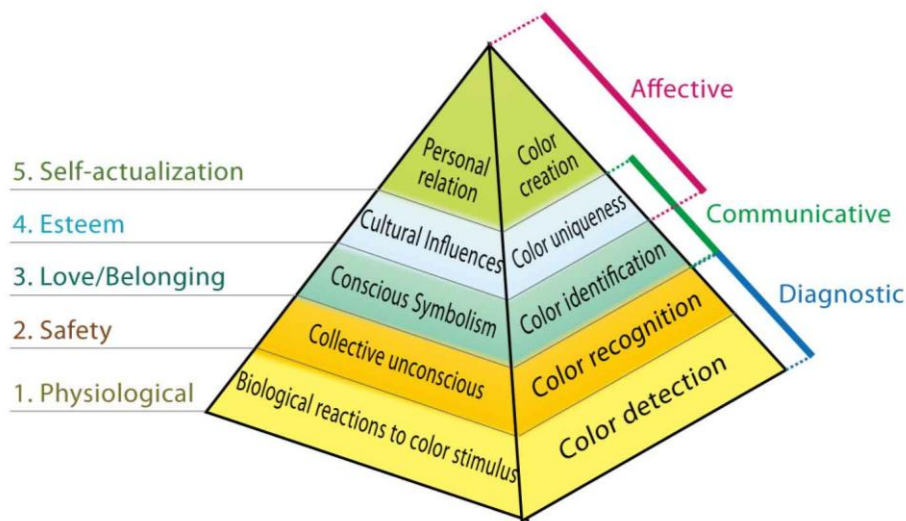 Affective
Communicative
Diagnostic
5. Self-actualization
4. Esteem
3. Love/Belonging
2. Safety
1. Physiological
Personal
relation
Cultural Influences
Conscious Symbolism
Collective unconscious
Biological reactions to color stimulus
Color
creation
Color uniqueness
Color identification
Color recognition
Color detection